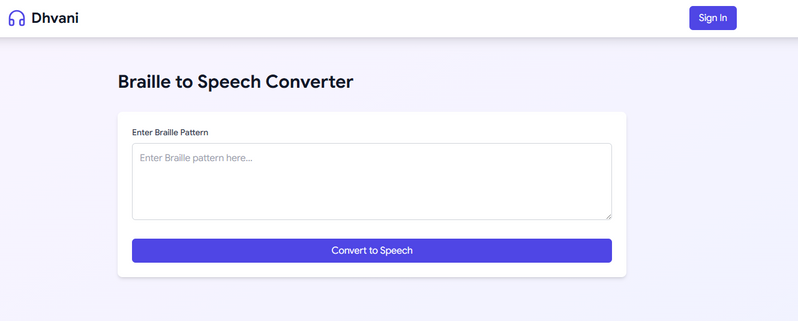 Dhvani
Sign In
Braille to Speech Converter
Enter Braille Pattern
Enter Braille pattern here...
Convert to Speech